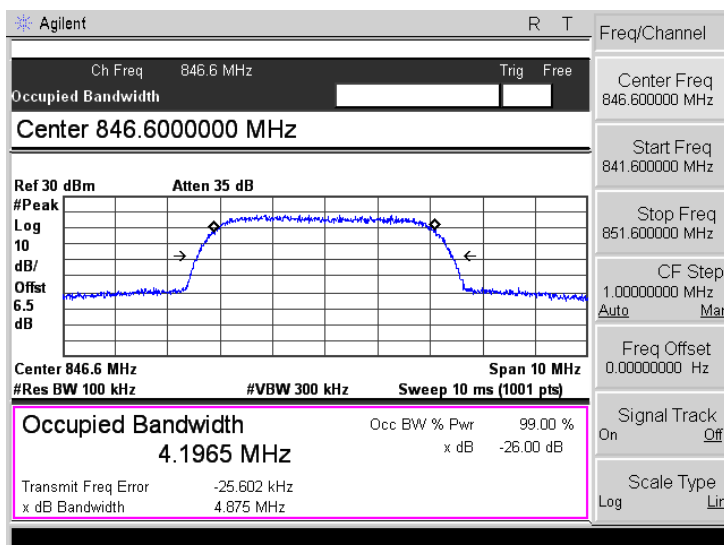 Agilent R T
Ch Freq 846.6 MHz Trig Free
Occupied Bandwidth
Center 846.6000000 MHz
Ref 30 dBm Atten 35 dB
#Peak
Log
10
dB/
Offst
6.5
dB
Center 846.6 MHz Span 10 MHz
#Res BW 100 kHz #VBW 300 kHz Sweep 10 ms (1001 pts)
Occupied Bandwidth Occ BW % Pwr 99.00 %
4.1965 MHz x dB -26.00 dB
Transmit Freq Error -25.602 kHz
x dB Bandwidth 4.875 MHz
Freq/Channel
Center Freq
846.600000 MHz
Start Freq
841.600000 MHz
Stop Freq
851.600000 MHz
CF Step
1.00000000 MHz
Auto Mar
Freq Offset
0.00000000 Hz
Signal Track
On Off
Scale Type
Log Lin